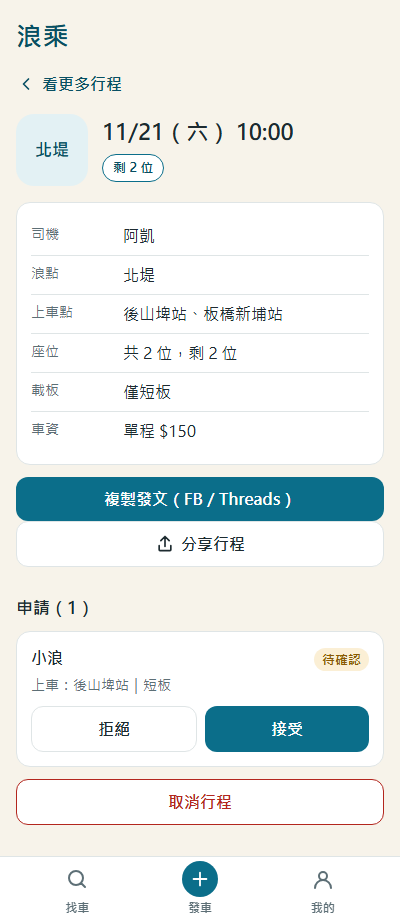 浪乘
看更多行程
北堤
11/21（六）10:00
剩 2 位
司機 阿凱
浪點 北堤
上車點 後山埤站、板橋新埔站
座位 共 2 位，剩 2 位
載板 僅短板
車資 單程 $150
複製發文（FB / Threads）
分享行程
申請（1）
小浪 待確認
上車：後山埤站｜短板
拒絕 接受
取消行程
找車 發車 我的